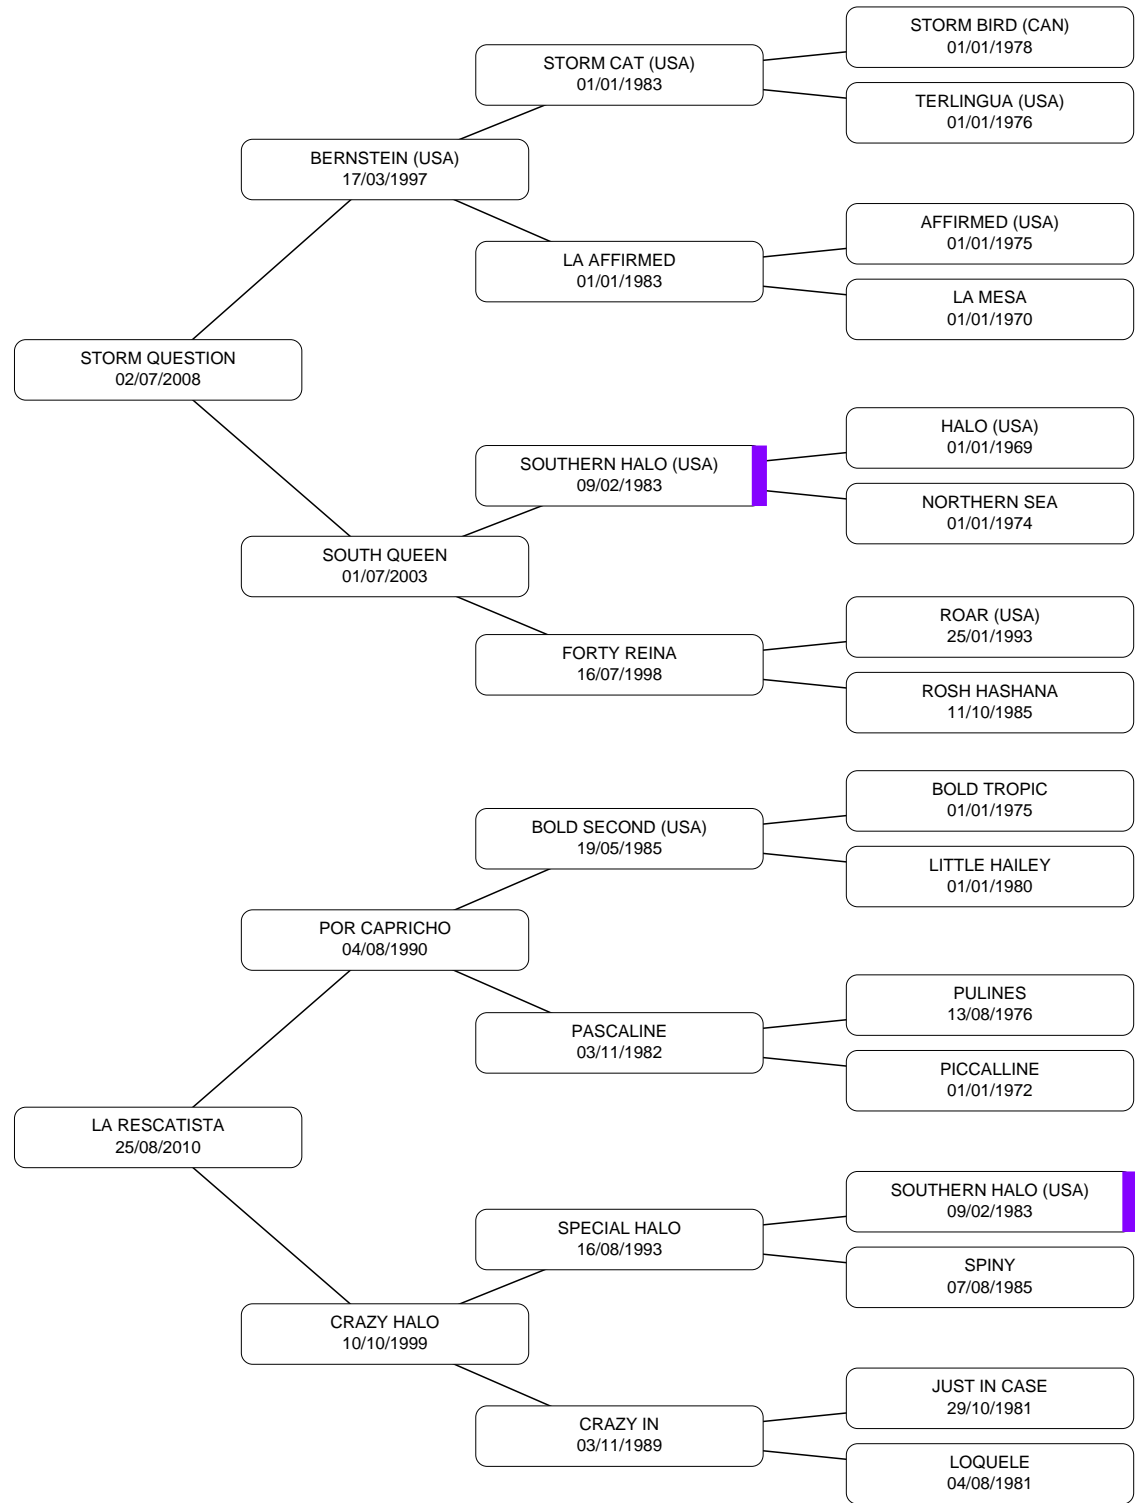 STORM BIRD (CAN)
01/01/1978
STORM CAT (USA)
01/01/1983
TERLINGUA (USA)
01/01/1976
BERNSTEIN (USA)
17/03/1997
AFFIRMED (USA)
01/01/1975
LA AFFIRMED
01/01/1983
LA MESA
01/01/1970
STORM QUESTION
02/07/2008
HALO (USA)
01/01/1969
SOUTHERN HALO (USA)
09/02/1983
NORTHERN SEA
01/01/1974
SOUTH QUEEN
01/07/2003
ROAR (USA)
25/01/1993
FORTY REINA
16/07/1998
ROSH HASHANA
11/10/1985
BOLD TROPIC
01/01/1975
BOLD SECOND (USA)
19/05/1985
LITTLE HAILEY
01/01/1980
POR CAPRICHO
04/08/1990
PULINES
13/08/1976
PASCALINE
03/11/1982
PICCALLINE
01/01/1972
LA RESCATISTA
25/08/2010
SOUTHERN HALO (USA)
09/02/1983
SPECIAL HALO
16/08/1993
SPINY
07/08/1985
CRAZY HALO
10/10/1999
JUST IN CASE
29/10/1981
CRAZY IN
03/11/1989
LOQUELE
04/08/1981